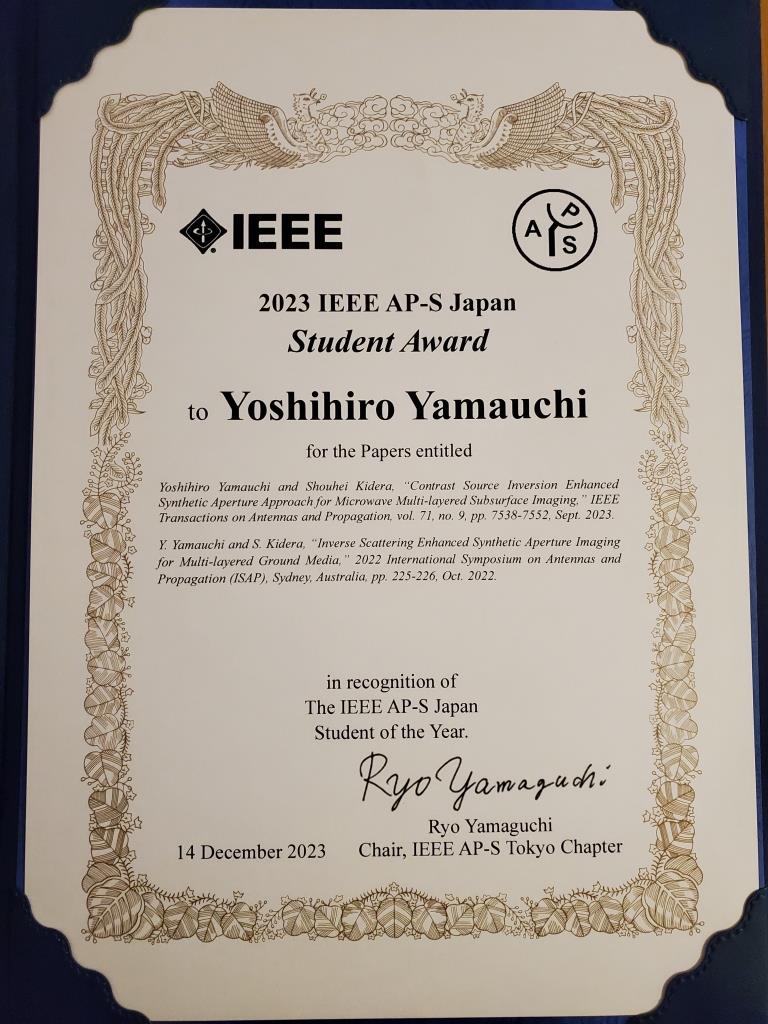 IEEE
A P S
2023 IEEE AP-S Japan
Student Award
to Yoshihiro Yamauchi
for the Papers entitled
Yoshihiro Yamauchi and Shouhei Kidera, “Contrast Source Inversion Enhanced
Synthetic Aperture Approach for Microwave Multi-layered Subsurface Imaging,” IEEE
Transactions on Antennas and Propagation, vol. 71, no. 9, pp. 7538-7552, Sept. 2023.
Y. Yamauchi and S. Kidera, “Inverse Scattering Enhanced Synthetic Aperture Imaging
for Multi-layered Ground Media,” 2022 International Symposium on Antennas and
Propagation (ISAP), Sydney, Australia, pp. 225-226, Oct. 2022.
in recognition of
The IEEE AP-S Japan
Student of the Year.
Ryo Yamaguchi
Ryo Yamaguchi
14 December 2023 Chair, IEEE AP-S Tokyo Chapter